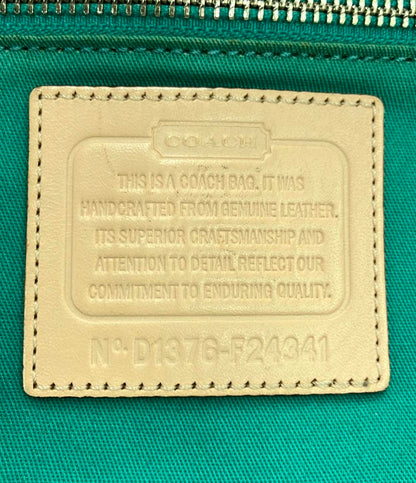 COACH
THIS IS A COACH BAG. IT WAS
HANDCRAFTED FROM GENUINE LEATHER.
ITS SUPERIOR CRAFTSMANSHIP AND
ATTENTION TO DETAIL REFLECT OUR
COMMITMENT TO ENDURING QUALITY.
Nº D1376-F24341